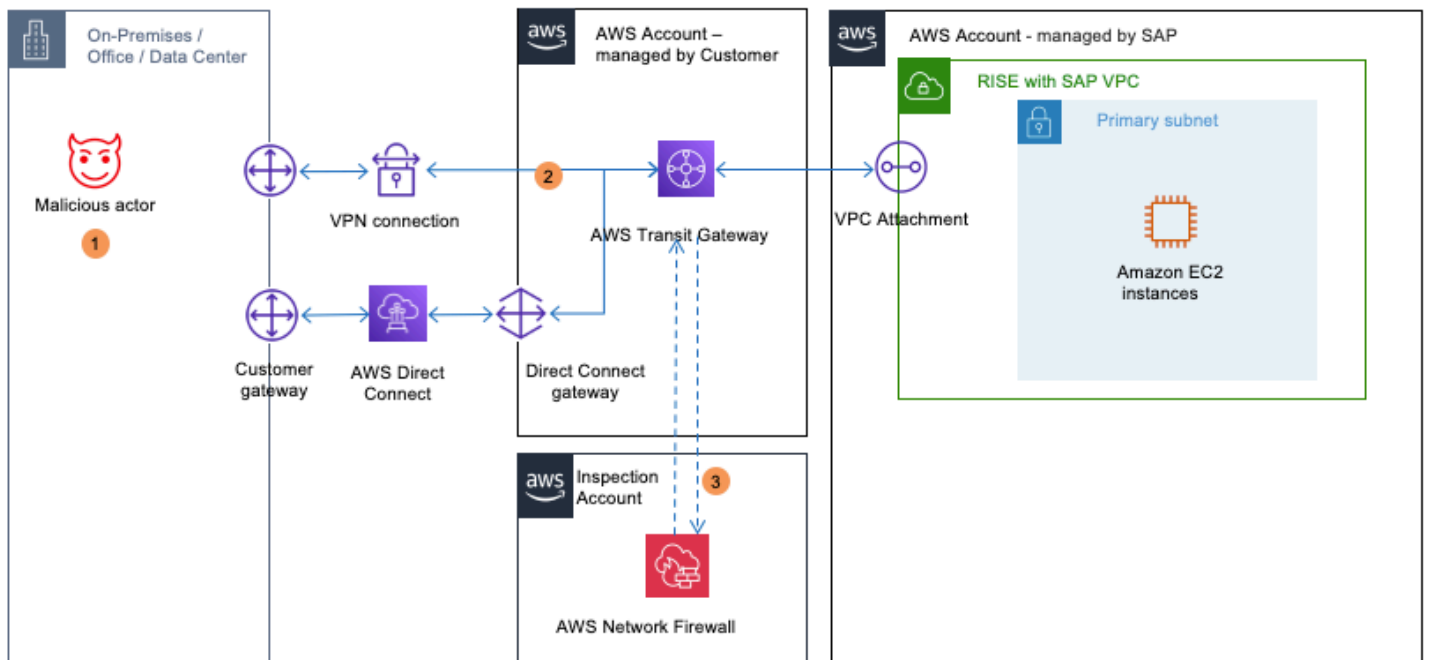 On-Premises /
Office / Data Center
aws
AWS Account –
managed by Customer
aws
AWS Account - managed by SAP
RISE with SAP VPC
Primary subnet
Malicious actor
1
VPN connection
2
AWS Transit Gateway
VPC Attachment
Amazon EC2
instances
Customer
gateway
AWS Direct
Connect
Direct Connect
gateway
aws
Inspection
Account
3
AWS Network Firewall